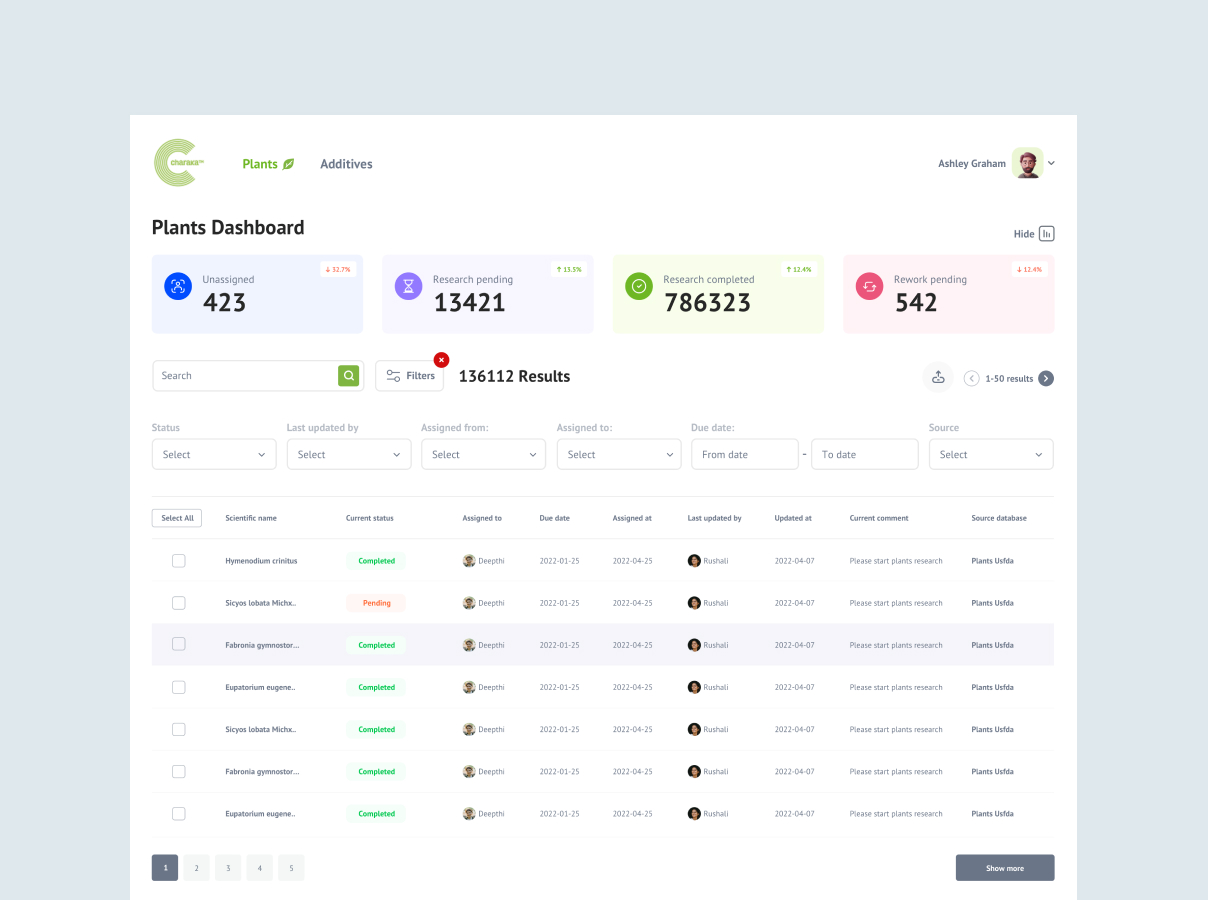 charaka™
Plants Additives
Ashley Graham
Plants Dashboard
Hide
Unassigned
423
↓ 32.7%
Research pending
13421
↑ 13.5%
Research completed
786323
↑ 12.4%
Rework pending
542
↓ 12.4%
Search
Filters
136112 Results
1-50 results
Status Last updated by Assigned from: Assigned to: Due date: Source
Select Select Select Select From date - To date Select
Select All Scientific name Current status Assigned to Due date Assigned at Last updated by Updated at Current comment Source database
Hymenodium crinitus Completed Deepthi 2022-01-25 2022-04-25 Rushali 2022-04-07 Please start plants research Plants Usfda
Sicyos lobata Michx.. Pending Deepthi 2022-01-25 2022-04-25 Rushali 2022-04-07 Please start plants research Plants Usfda
Fabronia gymnostor... Completed Deepthi 2022-01-25 2022-04-25 Rushali 2022-04-07 Please start plants research Plants Usfda
Eupatorium eugene.. Completed Deepthi 2022-01-25 2022-04-25 Rushali 2022-04-07 Please start plants research Plants Usfda
Sicyos lobata Michx.. Completed Deepthi 2022-01-25 2022-04-25 Rushali 2022-04-07 Please start plants research Plants Usfda
Fabronia gymnostor... Completed Deepthi 2022-01-25 2022-04-25 Rushali 2022-04-07 Please start plants research Plants Usfda
Eupatorium eugene.. Completed Deepthi 2022-01-25 2022-04-25 Rushali 2022-04-07 Please start plants research Plants Usfda
1 2 3 4 5 Show more